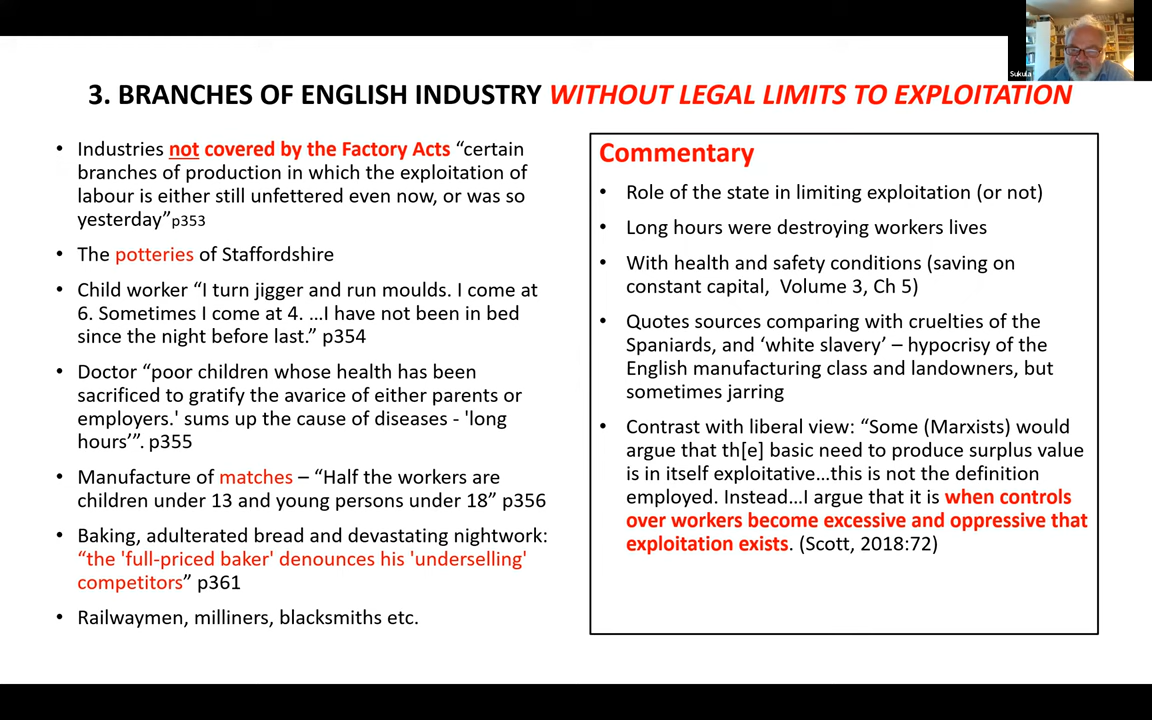 Sukula
3. BRANCHES OF ENGLISH INDUSTRY WITHOUT LEGAL LIMITS TO EXPLOITATION
• Industries not covered by the Factory Acts “certain
branches of production in which the exploitation of
labour is either still unfettered even now, or was so
yesterday”p353
• The potteries of Staffordshire
• Child worker “I turn jigger and run moulds. I come at
6. Sometimes I come at 4. …I have not been in bed
since the night before last.” p354
• Doctor “poor children whose health has been
sacrificed to gratify the avarice of either parents or
employers.' sums up the cause of diseases - 'long
hours’”. p355
• Manufacture of matches – “Half the workers are
children under 13 and young persons under 18” p356
• Baking, adulterated bread and devastating nightwork:
“the 'full-priced baker' denounces his 'underselling'
competitors” p361
• Railwaymen, milliners, blacksmiths etc.
Commentary
• Role of the state in limiting exploitation (or not)
• Long hours were destroying workers lives
• With health and safety conditions (saving on
constant capital, Volume 3, Ch 5)
• Quotes sources comparing with cruelties of the
Spaniards, and ‘white slavery’ – hypocrisy of the
English manufacturing class and landowners, but
sometimes jarring
• Contrast with liberal view: “Some (Marxists) would
argue that th[e] basic need to produce surplus value
is in itself exploitative…this is not the definition
employed. Instead…I argue that it is when controls
over workers become excessive and oppressive that
exploitation exists. (Scott, 2018:72)